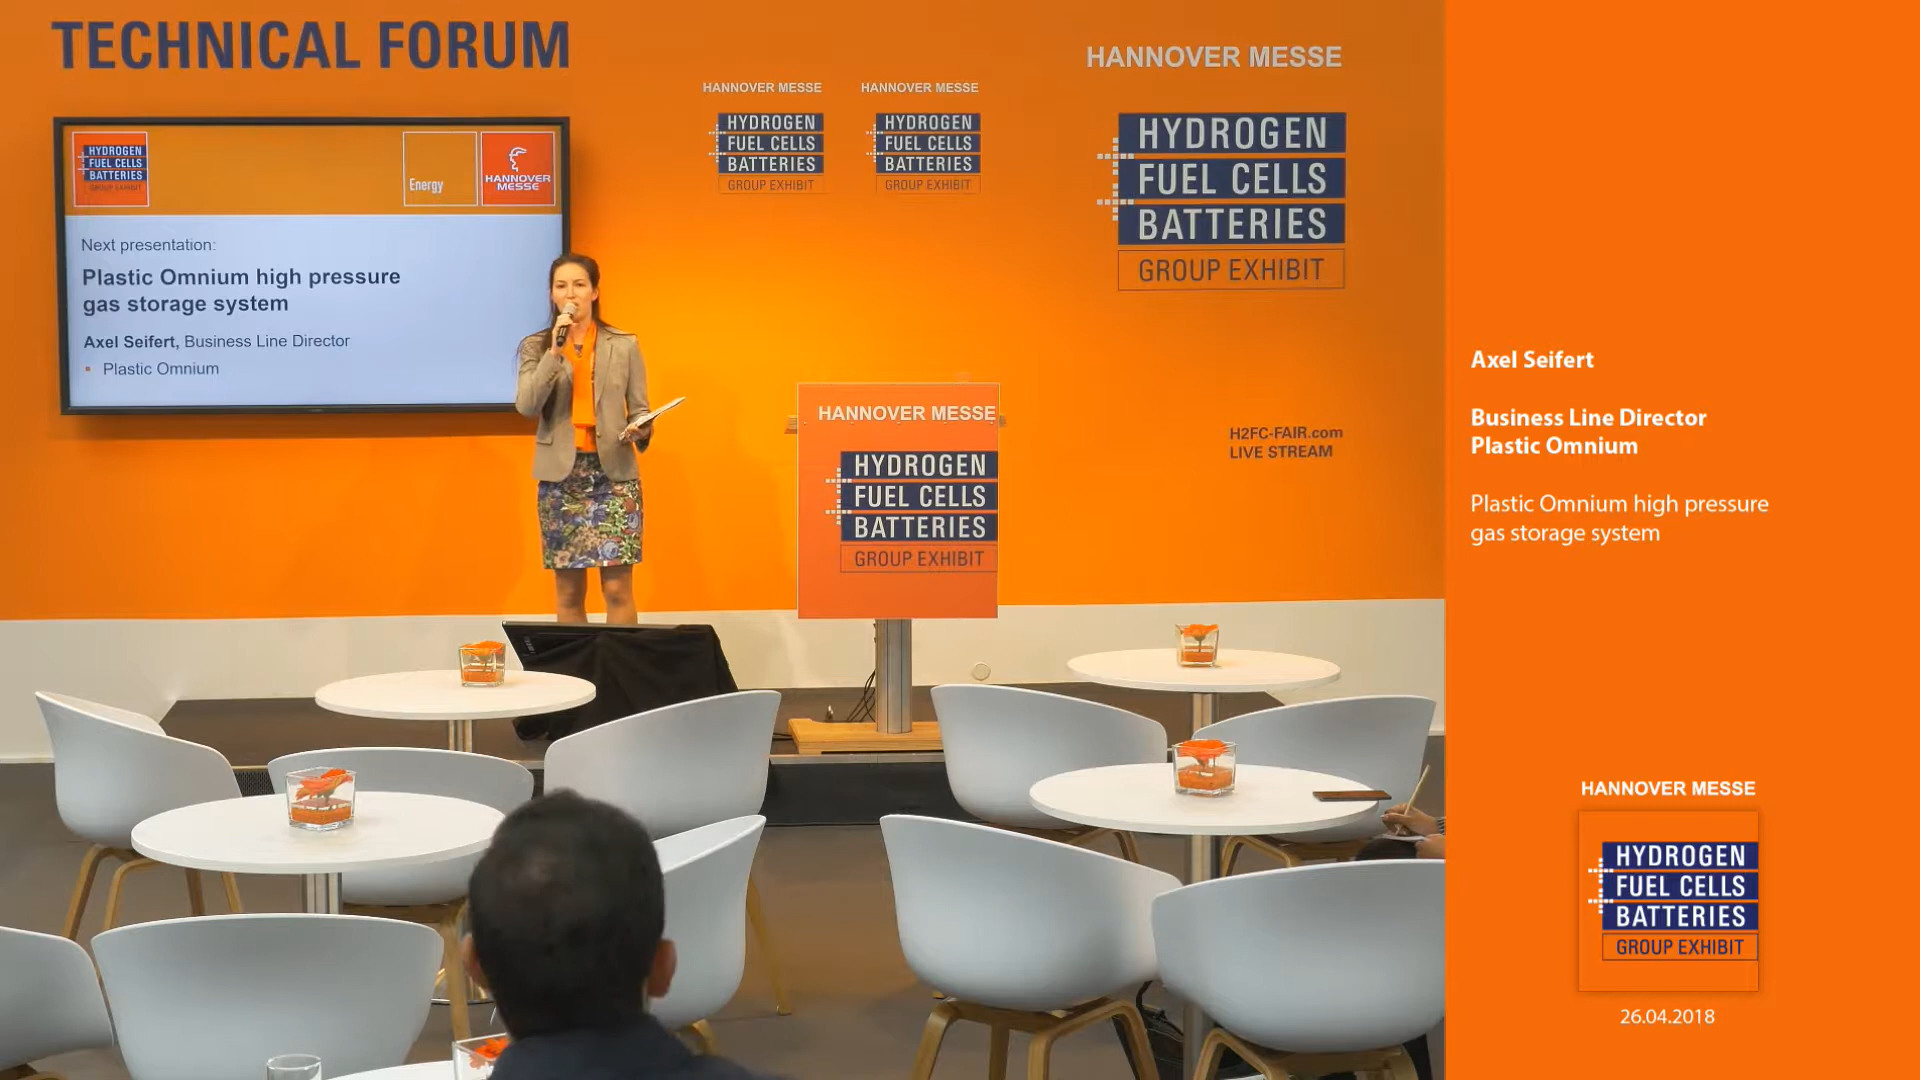 TECHNICAL FORUM
HYDROGEN
FUEL CELLS
BATTERIES
GROUP EXHIBIT
Energy
HANNOVER
MESSE
Next presentation:
Plastic Omnium high pressure
gas storage system
Axel Seifert, Business Line Director
Plastic Omnium
HANNOVER MESSE
HYDROGEN
FUEL CELLS
BATTERIES
GROUP EXHIBIT
HANNOVER MESSE
HYDROGEN
FUEL CELLS
BATTERIES
GROUP EXHIBIT
HANNOVER MESSE
HYDROGEN
FUEL CELLS
BATTERIES
GROUP EXHIBIT
HANNOVER MESSE
HYDROGEN
FUEL CELLS
BATTERIES
GROUP EXHIBIT
H2FC-FAIR.com
LIVE STREAM
Axel Seifert
Business Line Director
Plastic Omnium
Plastic Omnium high pressure
gas storage system
HANNOVER MESSE
HYDROGEN
FUEL CELLS
BATTERIES
GROUP EXHIBIT
26.04.2018